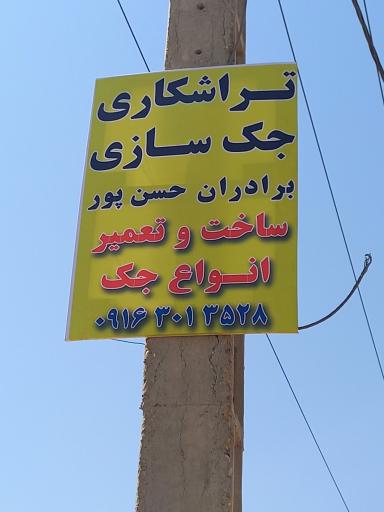 تراشکاری
جک سازی
برادران حسن پور
ساخت و تعمیر
انواع جک
۰۹۱۶ ۳۰۱ ۳۵۲۸